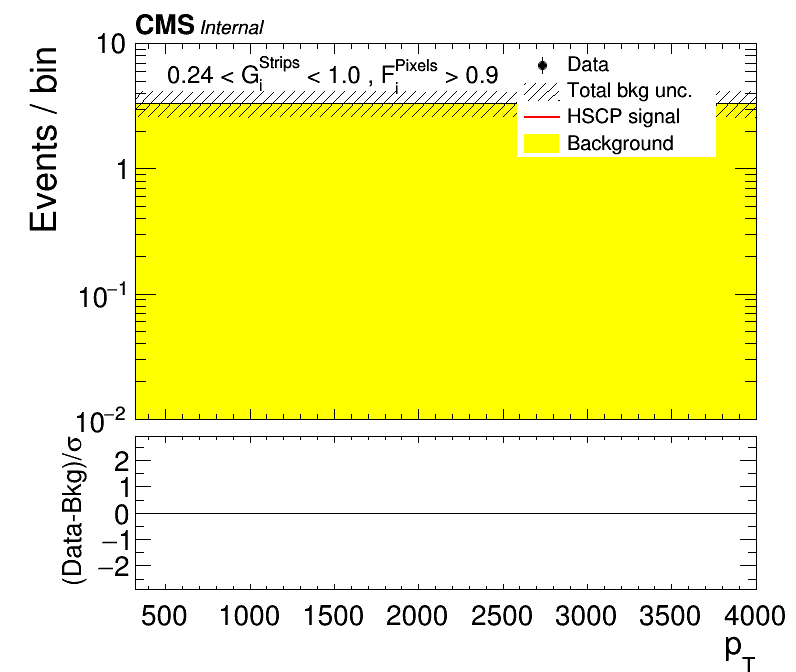 CMS Internal
10
0.24 < G_i^Strips < 1.0 , F_i^Pixels > 0.9
Data
Total bkg unc.
HSCP signal
Background
Events / bin
1
10^−1
10^−2
(Data-Bkg)/σ
2
1
0
−1
−2
500 1000 1500 2000 2500 3000 3500 4000
p_T